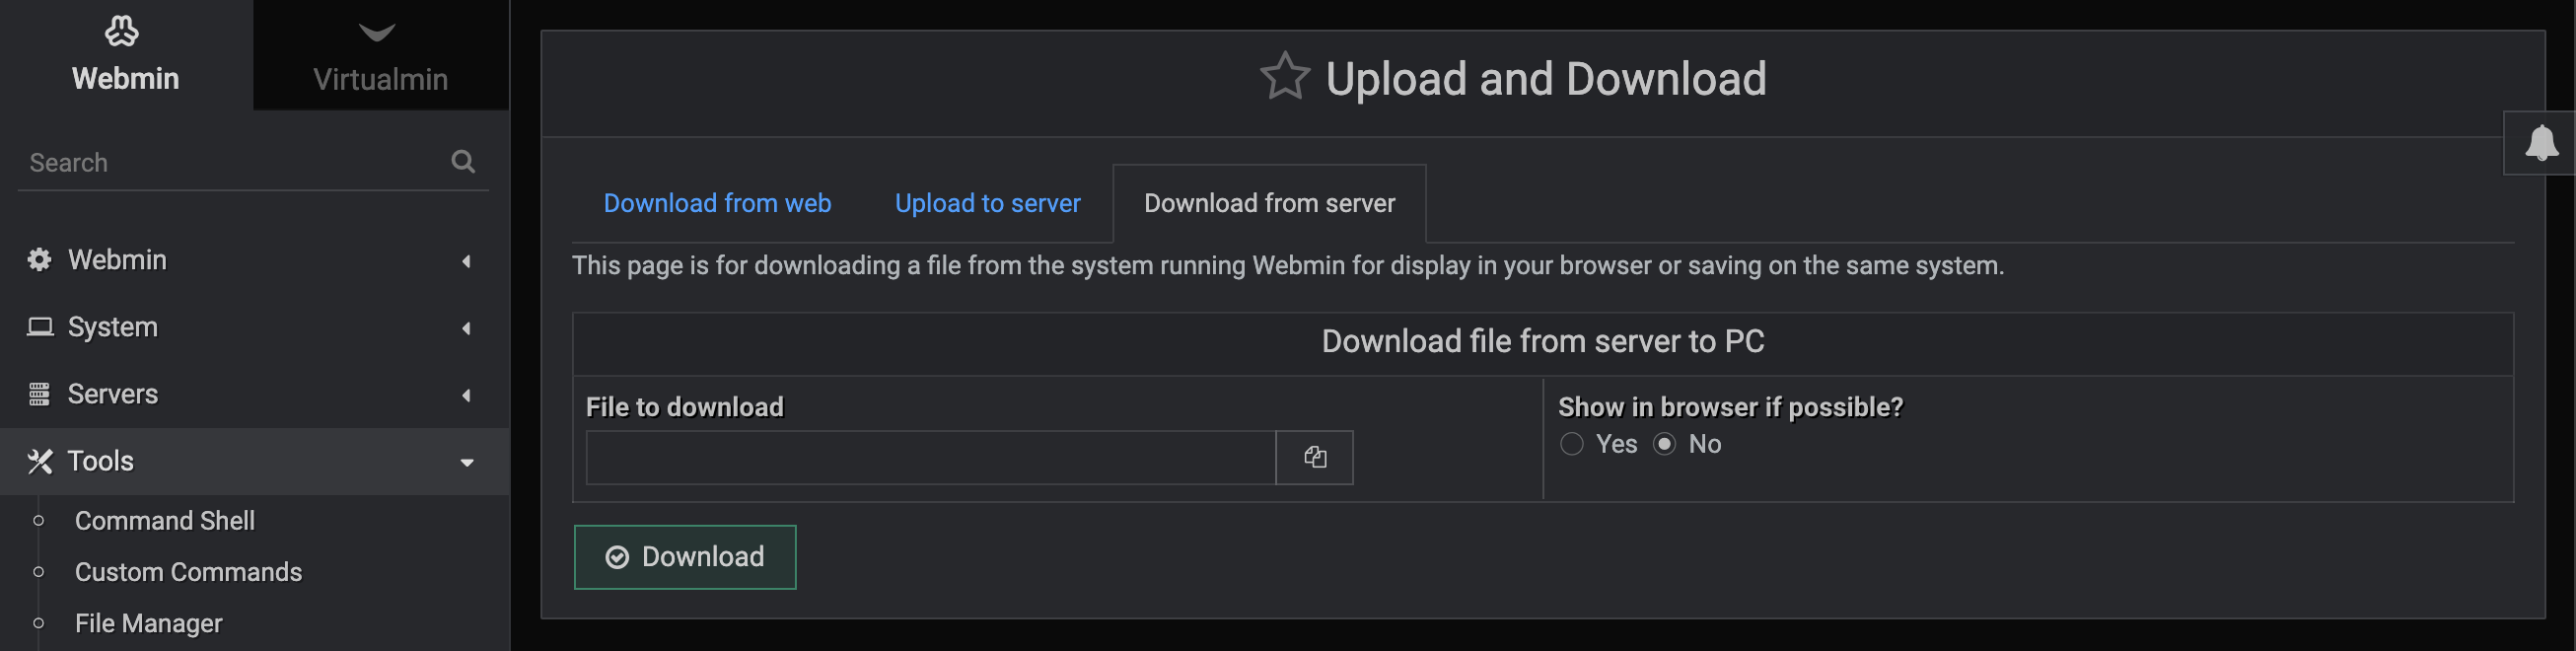 Webmin
Virtualmin
Search
Webmin
System
Servers
Tools
Command Shell
Custom Commands
File Manager
Upload and Download
Download from web
Upload to server
Download from server
This page is for downloading a file from the system running Webmin for display in your browser or saving on the same system.
Download file from server to PC
File to download
Show in browser if possible?
Yes No
Download